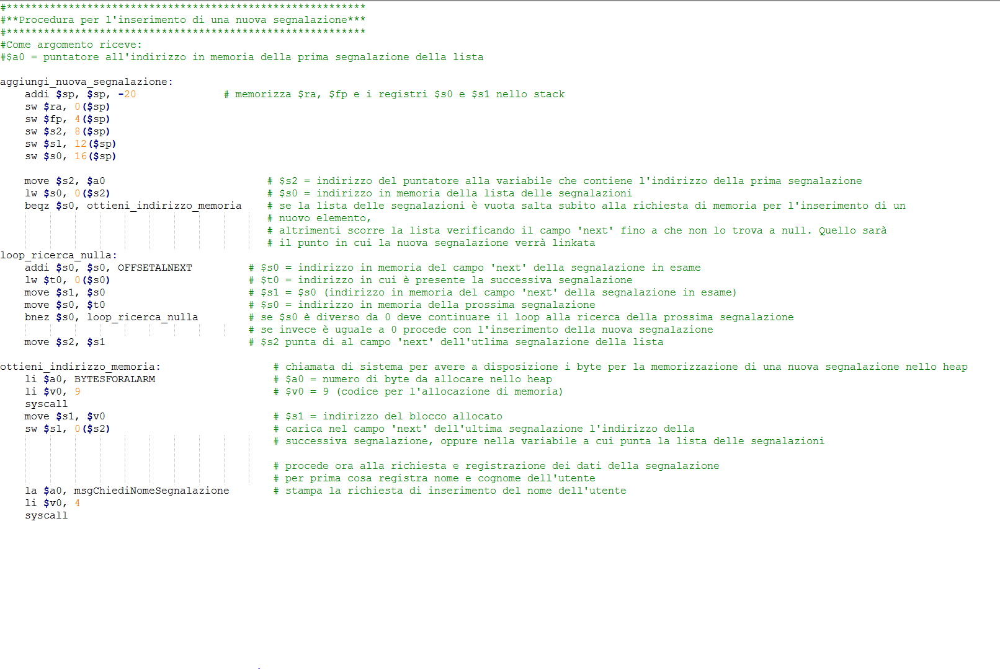 #**********************************************************
#**Procedura per l'inserimento di una nuova segnalazione***
#**********************************************************
#Come argomento riceve:
#$a0 = puntatore all'indirizzo in memoria della prima segnalazione della lista
aggiungi_nuova_segnalazione:
addi $sp, $sp, -20 # memorizza $ra, $fp e i registri $s0 e $s1 nello stack
sw $ra, 0($sp)
sw $fp, 4($sp)
sw $s2, 8($sp)
sw $s1, 12($sp)
sw $s0, 16($sp)
move $s2, $a0 # $s2 = indirizzo del puntatore alla variabile che contiene l'indirizzo della prima segnalazione
lw $s0, 0($s2) # $s0 = indirizzo in memoria della lista delle segnalazioni
beqz $s0, ottieni_indirizzo_memoria # se la lista delle segnalazioni è vuota salta subito alla richiesta di memoria per l'inserimento di un
# nuovo elemento,
# altrimenti scorre la lista verificando il campo 'next' fino a che non lo trova a null. Quello sarà
# il punto in cui la nuova segnalazione verrà linkata
loop_ricerca_nulla:
addi $s0, $s0, OFFSETALNEXT # $s0 = indirizzo in memoria del campo 'next' della segnalazione in esame
lw $t0, 0($s0) # $t0 = indirizzo in cui è presente la successiva segnalazione
move $s1, $s0 # $s1 = $s0 (indirizzo in memoria del campo 'next' della segnalazione in esame)
move $s0, $t0 # $s0 = indirizzo in memoria della prossima segnalazione
bnez $s0, loop_ricerca_nulla # se $s0 è diverso da 0 deve continuare il loop alla ricerca della prossima segnalazione
# se invece è uguale a 0 procede con l'inserimento della nuova segnalazione
move $s2, $s1 # $s2 punta di al campo 'next' dell'utlima segnalazione della lista
ottieni_indirizzo_memoria: # chiamata di sistema per avere a disposizione i byte per la memorizzazione di una nuova segnalazione nello heap
li $a0, BYTESFORALARM # $a0 = numero di byte da allocare nello heap
li $v0, 9 # $v0 = 9 (codice per l'allocazione di memoria)
syscall
move $s1, $v0 # $s1 = indirizzo del blocco allocato
sw $s1, 0($s2) # carica nel campo 'next' dell'ultima segnalazione l'indirizzo della
# successiva segnalazione, oppure nella variabile a cui punta la lista delle segnalazioni
# procede ora alla richiesta e registrazione dei dati della segnalazione
# per prima cosa registra nome e cognome dell'utente
la $a0, msgChiediNomeSegnalazione # stampa la richiesta di inserimento del nome dell'utente
li $v0, 4
syscall